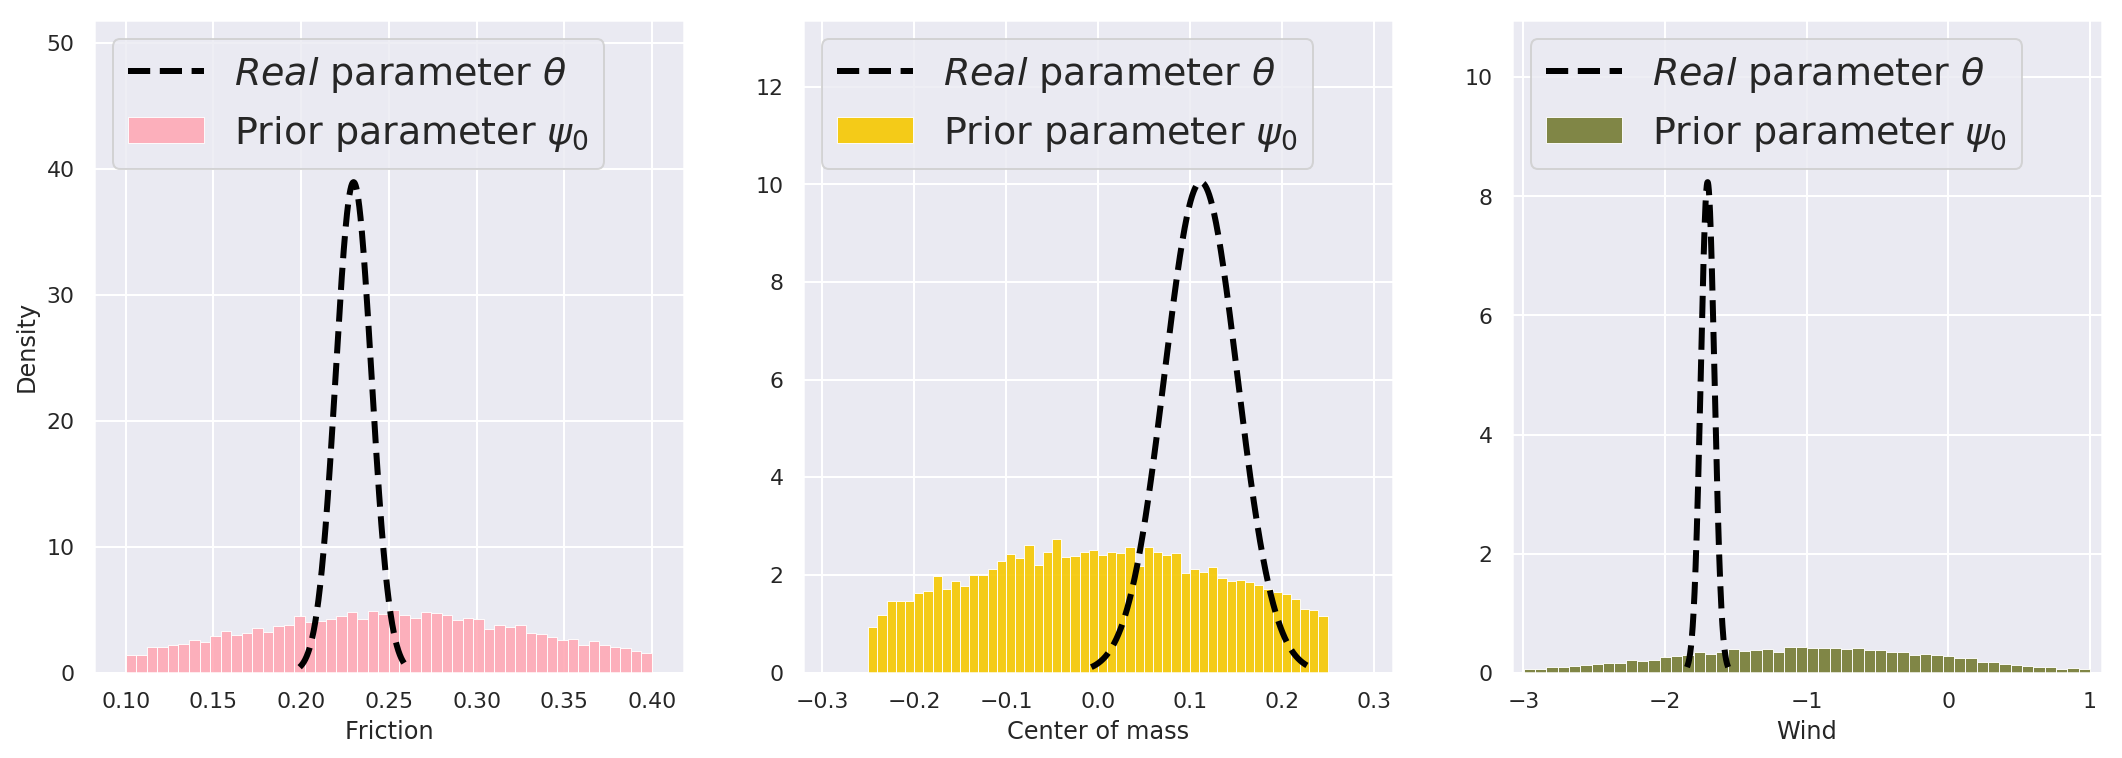 Real parameter θ
Prior parameter ψ₀
50
40
30
20
10
0
Density
0.10 0.15 0.20 0.25 0.30 0.35 0.40
Friction
Real parameter θ
Prior parameter ψ₀
12
10
8
6
4
2
0
−0.3 −0.2 −0.1 0.0 0.1 0.2 0.3
Center of mass
Real parameter θ
Prior parameter ψ₀
10
8
6
4
2
0
−3 −2 −1 0 1
Wind